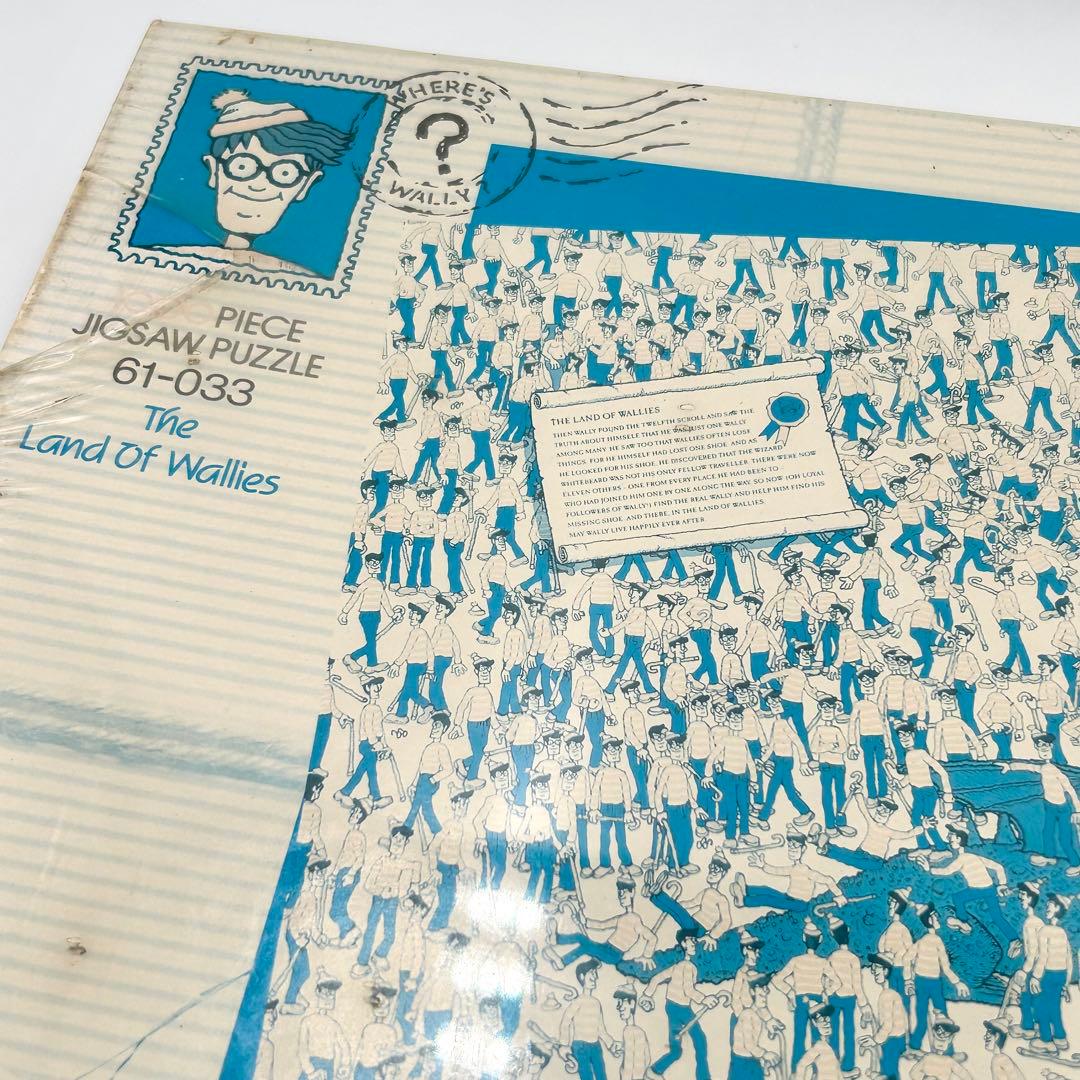 WHERE'S
?
WALLY
PIECE
JIGSAW PUZZLE
61-033
The
Land Of Wallies
THE LAND OF WALLIES
THEN WALLY FOUND THE TWELFTH SCROLL AND SAW THE
TRUTH ABOUT HIMSELF THAT HE WAS JUST ONE WALLY
AMONG MANY HE SAW TOO THAT WALLIES OFTEN LOSE
THINGS, FOR HE HIMSELF HAD LOST ONE SHOE. AND AS
HE LOOKED FOR HIS SHOE, HE DISCOVERED THAT THE WIZARD
WHITEBEARD WAS NOT HIS ONLY FELLOW TRAVELLER. THERE WERE NOW
ELEVEN OTHERS - ONE FROM EVERY PLACE HE HAD BEEN TO -
WHO HAD JOINED HIM ONE BY ONE ALONG THE WAY. SO NOW (OH LOYAL
FOLLOWERS OF WALLY!) FIND THE REAL WALLY AND HELP HIM FIND HIS
MISSING SHOE. AND THERE, IN THE LAND OF WALLIES,
MAY WALLY LIVE HAPPILY EVER AFTER.